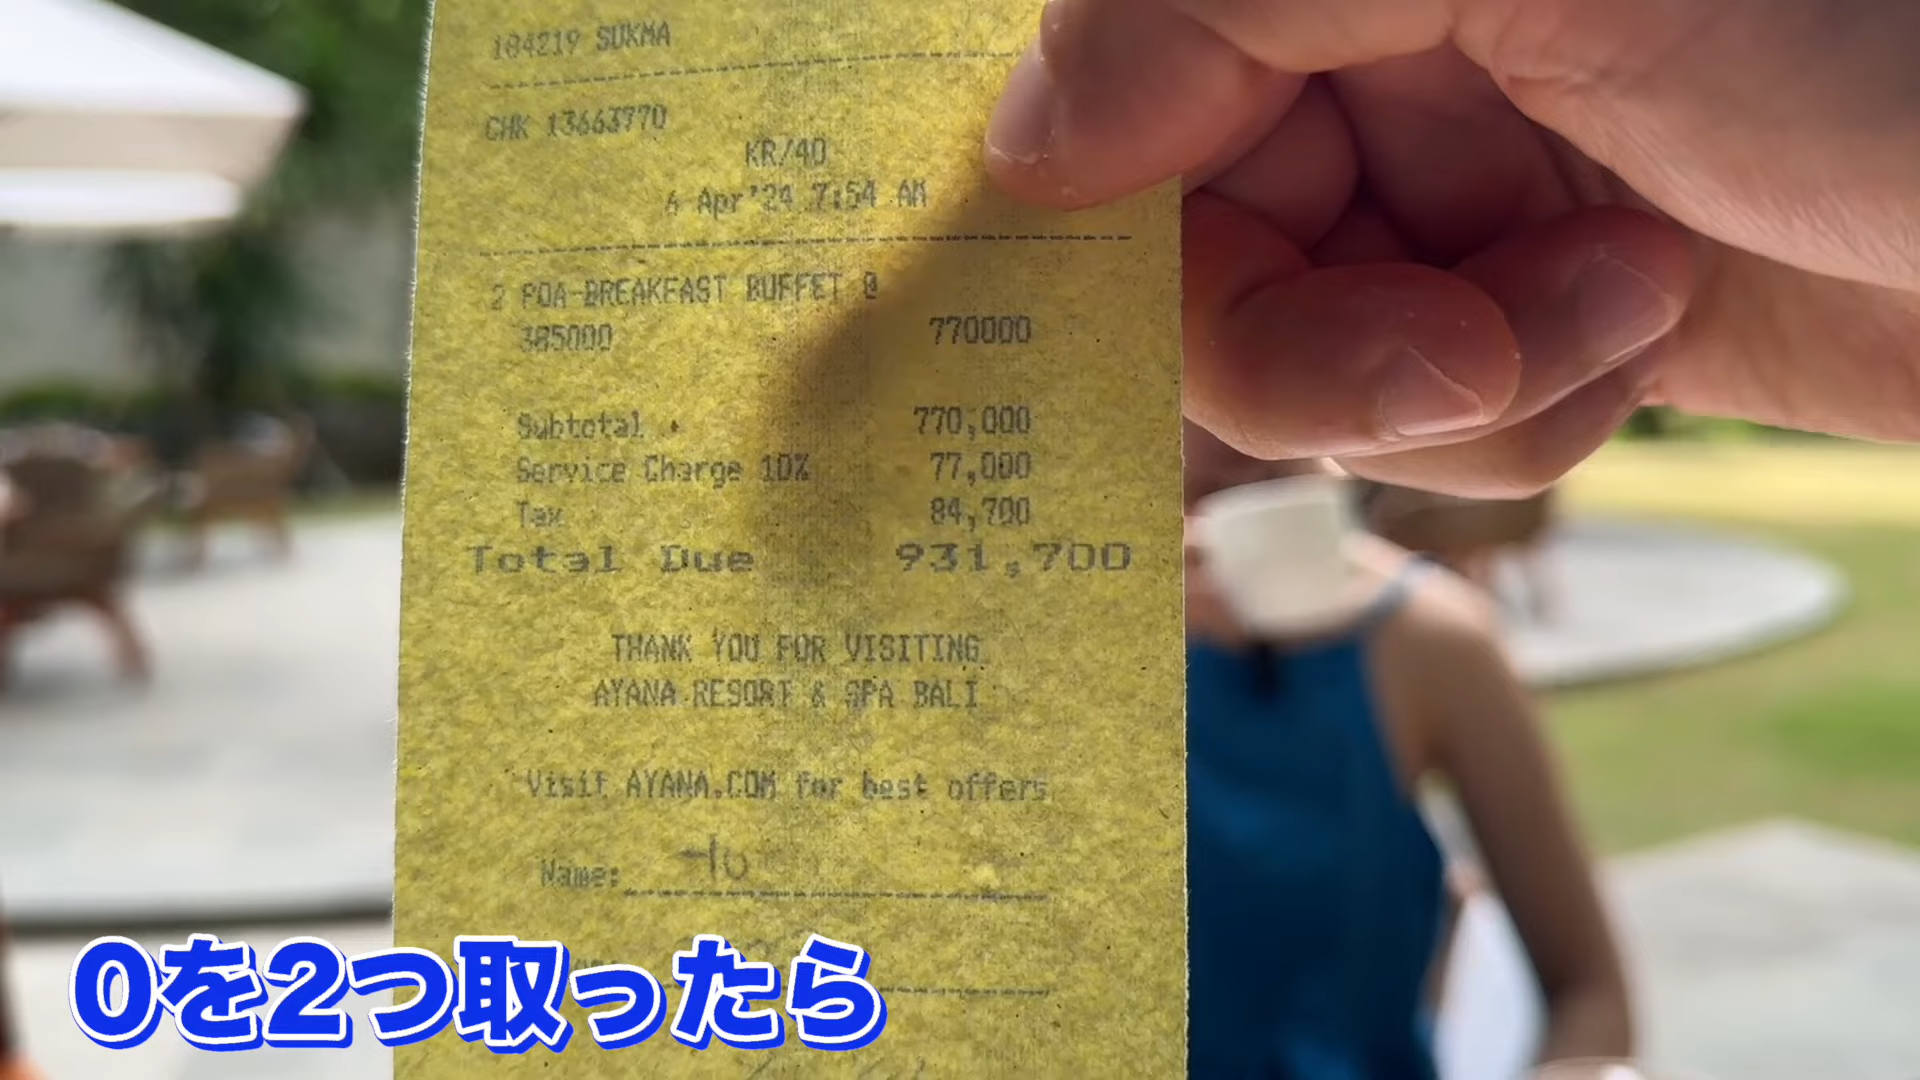 184219 SUKMA
CHK 13663770
KR/40
6 Apr'24 7:54 AM
2 POA-BREAKFAST BUFFET @
385000 770000
Subtotal 770,000
Service Charge 10% 77,000
Tax 84,700
Total Due 931,700
THANK YOU FOR VISITING
AYANA RESORT & SPA BALI
Visit AYANA.COM for best offers
Name:
0を2つ取ったら